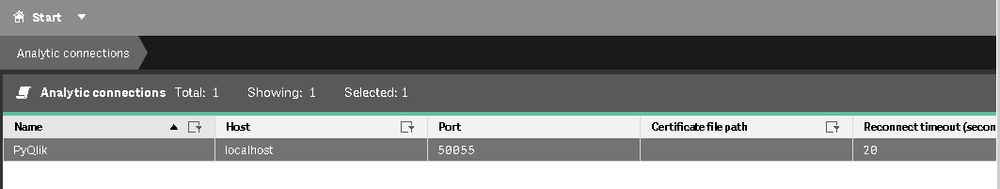 Start
Analytic connections
Analytic connections Total: 1 Showing: 1 Selected: 1
Name Host Port Certificate file path Reconnect timeout (secon
PyQlik localhost 50055 20